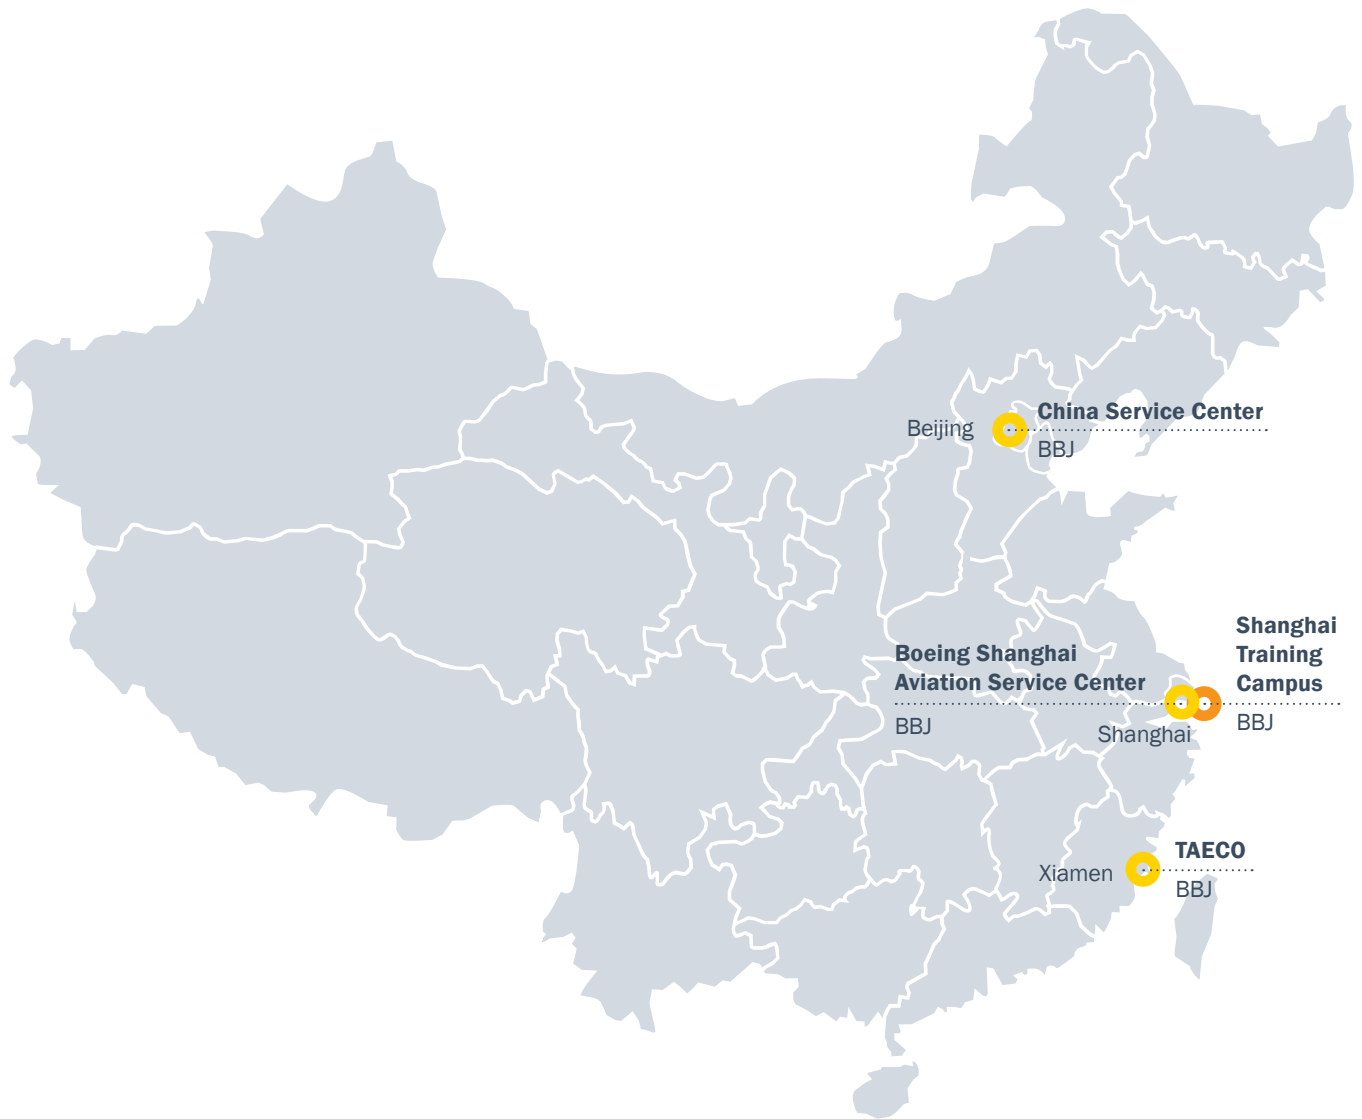 China Service Center
Beijing
BBJ
Shanghai
Training
Campus
BBJ
Boeing Shanghai
Aviation Service Center
BBJ
Shanghai
TAECO
Xiamen
BBJ